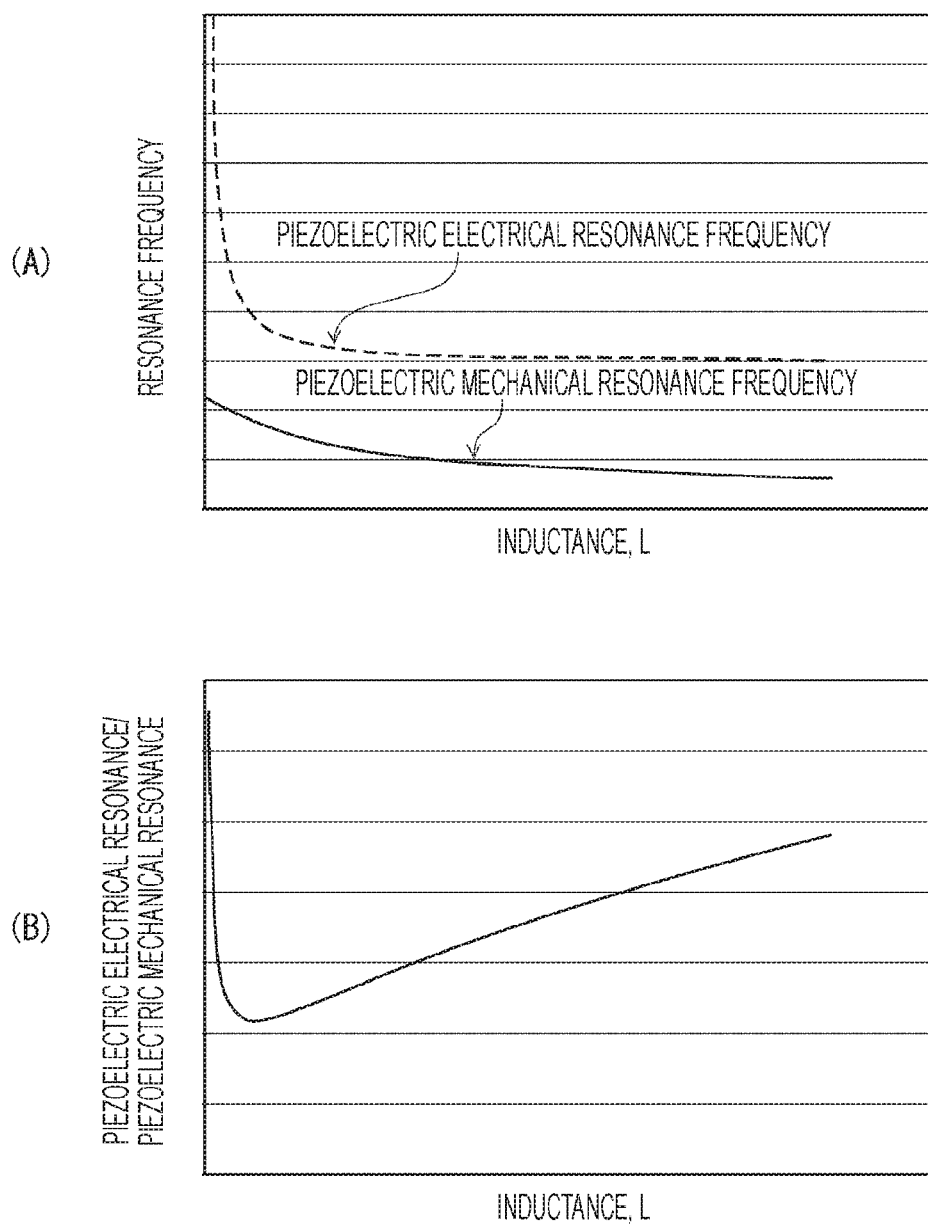 (A)
RESONANCE FREQUENCY
PIEZOELECTRIC ELECTRICAL RESONANCE FREQUENCY
PIEZOELECTRIC MECHANICAL RESONANCE FREQUENCY
INDUCTANCE, L
(B)
PIEZOELECTRIC ELECTRICAL RESONANCE/
PIEZOELECTRIC MECHANICAL RESONANCE
INDUCTANCE, L